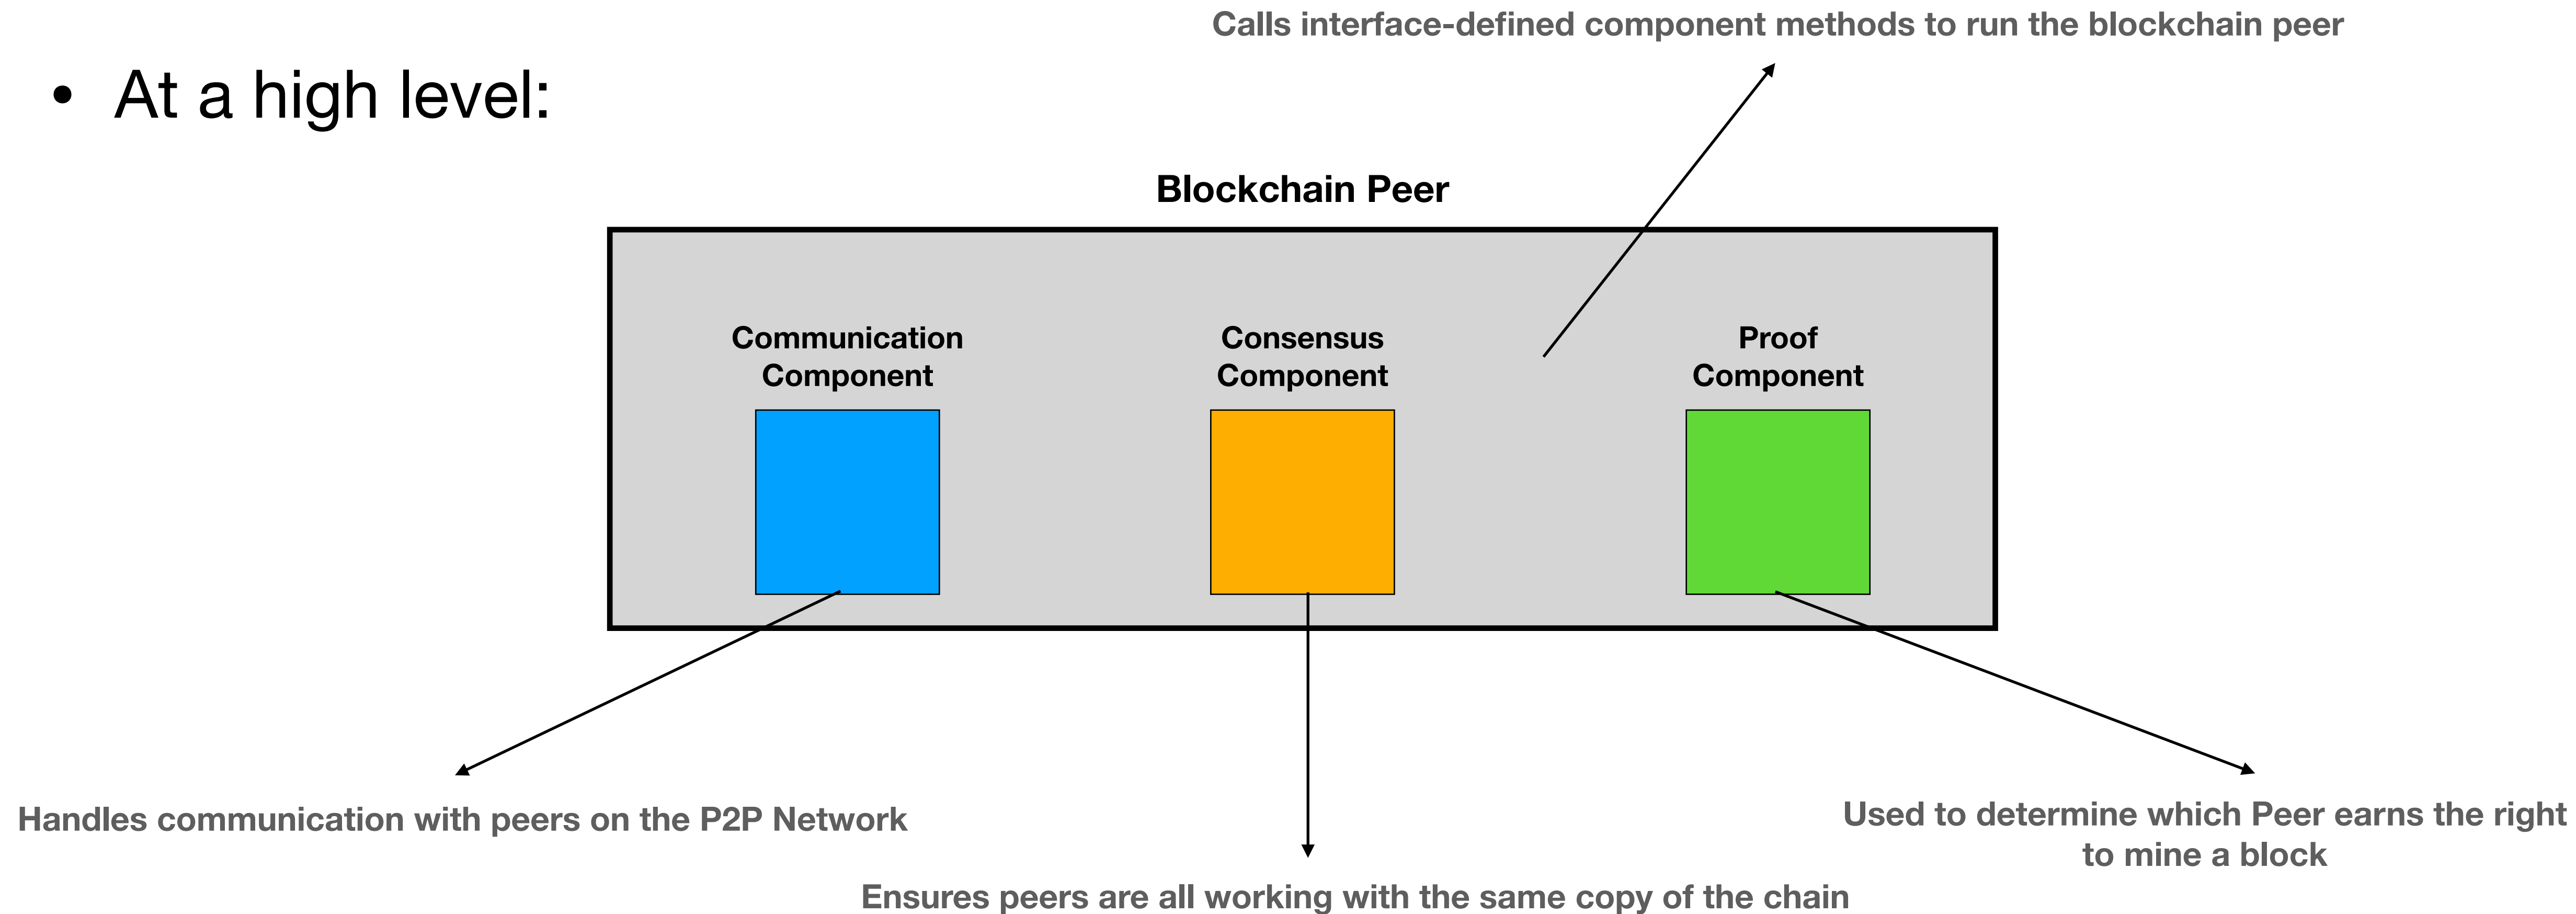 Calls interface-defined component methods to run the blockchain peer
• At a high level:
Blockchain Peer
Communication
Component
Consensus
Component
Proof
Component
Handles communication with peers on the P2P Network
Used to determine which Peer earns the right
to mine a block
Ensures peers are all working with the same copy of the chain